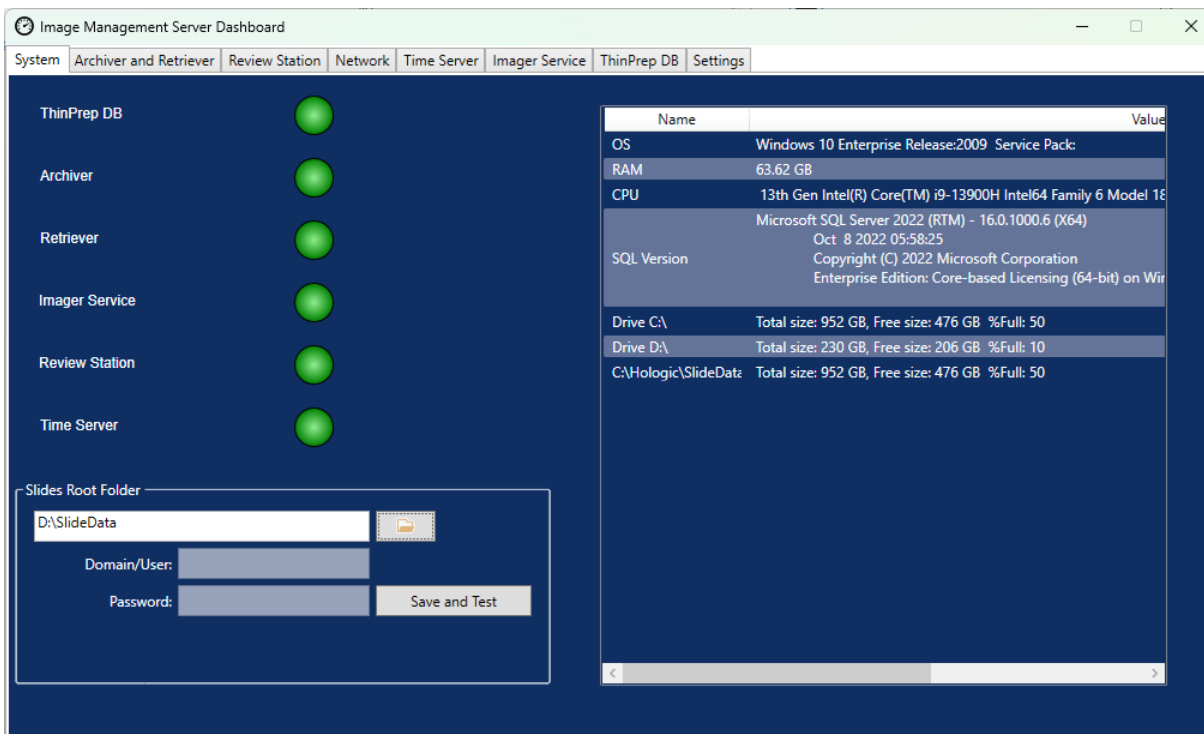 Image Management Server Dashboard
System Archiver and Retriever Review Station Network Time Server Imager Service ThinPrep DB Settings
ThinPrep DB
Archiver
Retriever
Imager Service
Review Station
Time Server
Slides Root Folder
D:\SlideData
Domain/User:
Password:
Save and Test
Name Value
OS Windows 10 Enterprise Release:2009 Service Pack:
RAM 63.62 GB
CPU 13th Gen Intel(R) Core(TM) i9-13900H Intel64 Family 6 Model 18
SQL Version
Microsoft SQL Server 2022 (RTM) - 16.0.1000.6 (X64)
Oct 8 2022 05:58:25
Copyright (C) 2022 Microsoft Corporation
Enterprise Edition: Core-based Licensing (64-bit) on Win
Drive C:\ Total size: 952 GB, Free size: 476 GB %Full: 50
Drive D:\ Total size: 230 GB, Free size: 206 GB %Full: 10
C:\Hologic\SlideData Total size: 952 GB, Free size: 476 GB %Full: 50